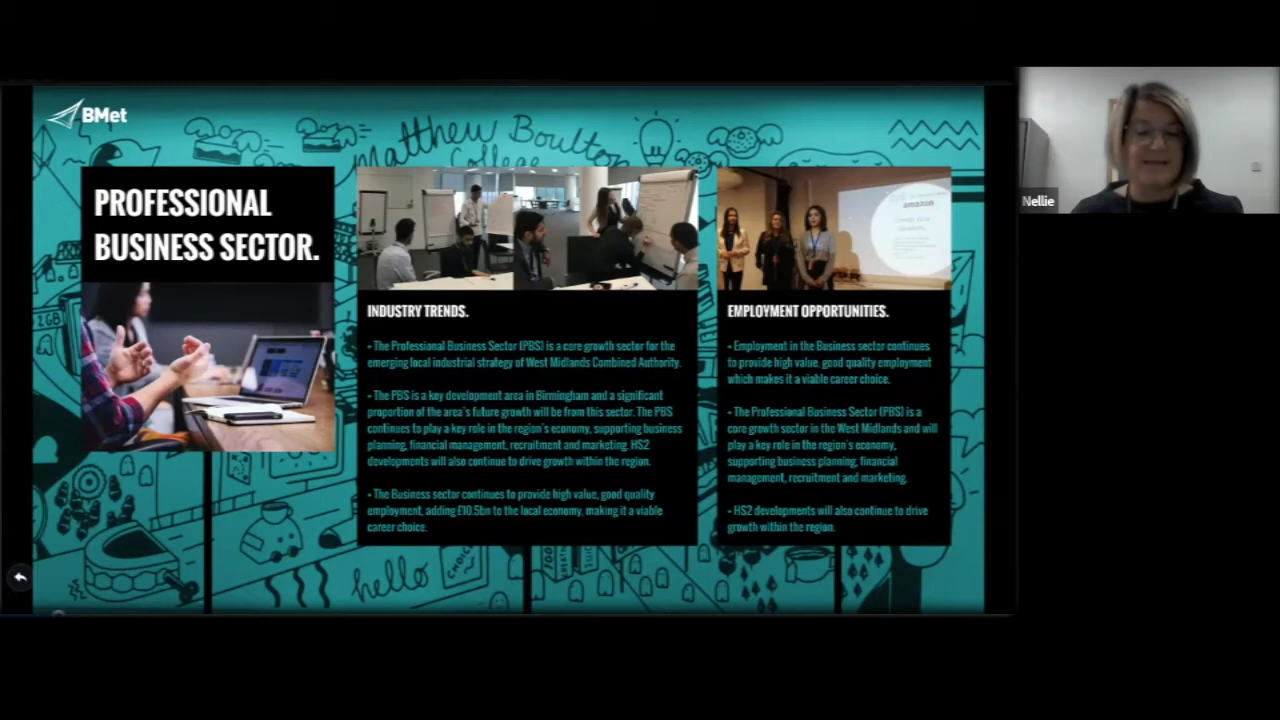 BMet
Matthew Boulton
College
PROFESSIONAL
BUSINESS SECTOR.
2GB
amazon
INDUSTRY TRENDS.
- The Professional Business Sector (PBS) is a core growth sector for the
emerging local industrial strategy of West Midlands Combined Authority.
- The PBS is a key development area in Birmingham and a significant
proportion of the area's future growth will be from this sector. The PBS
continues to play a key role in the region's economy, supporting business
planning, financial management, recruitment and marketing. HS2
developments will also continue to drive growth within the region.
- The Business sector continues to provide high value, good quality
employment, adding £10.5bn to the local economy, making it a viable
career choice.
EMPLOYMENT OPPORTUNITIES.
- Employment in the Business sector continues
to provide high value, good quality employment
which makes it a viable career choice.
- The Professional Business Sector (PBS) is a
core growth sector in the West Midlands and will
play a key role in the region's economy,
supporting business planning, financial
management, recruitment and marketing.
- HS2 developments will also continue to drive
growth within the region.
hello
CHOICE
Nellie